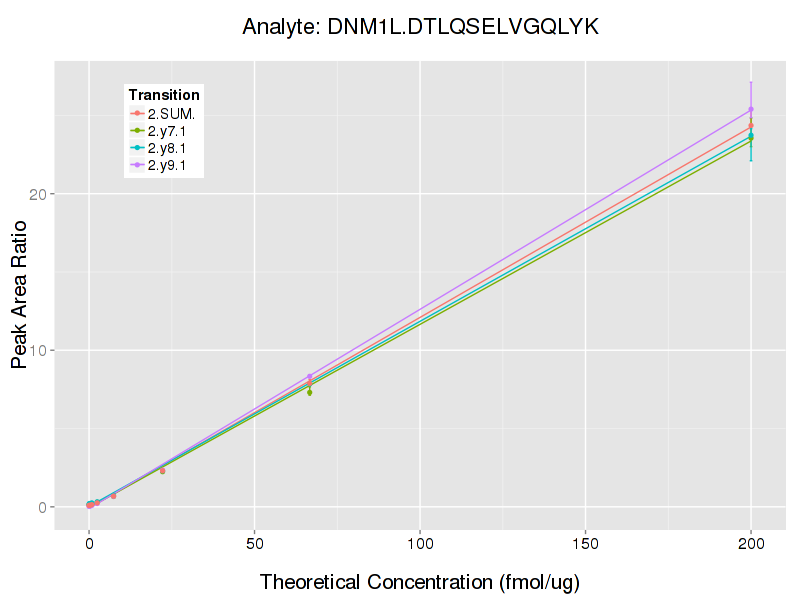 Analyte: DNM1L.DTLQSELVGQLYK
Transition
2.SUM.
2.y7.1
2.y8.1
2.y9.1
Peak Area Ratio
20
10
0
0 50 100 150 200
Theoretical Concentration (fmol/ug)